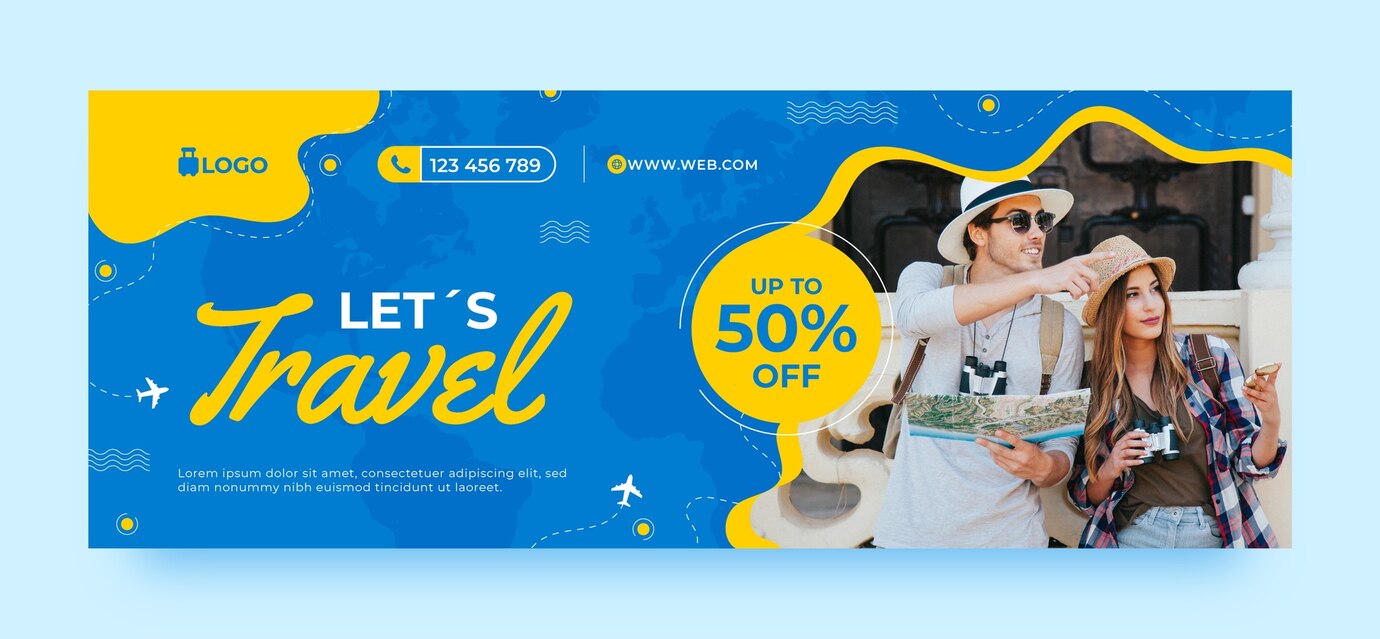 LOGO
123 456 789
WWW.WEB.COM
LET´S
Travel
UP TO
50%
OFF
Lorem ipsum dolor sit amet, consectetuer adipiscing elit, sed
diam nonummy nibh euismod tincidunt ut laoreet.